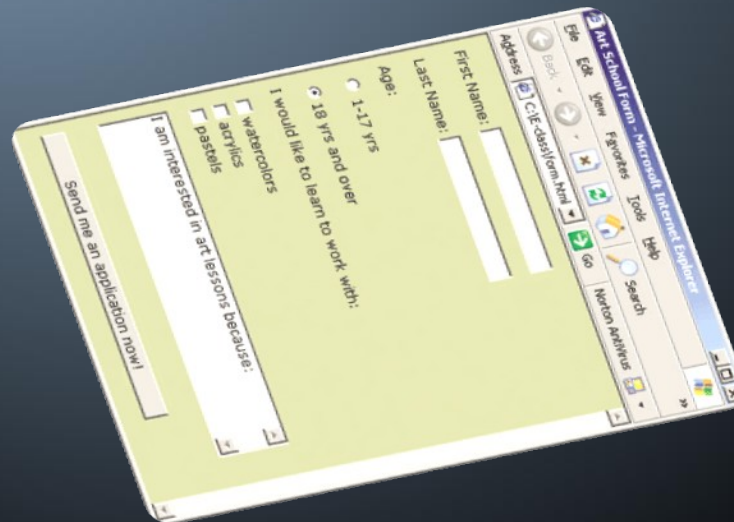 Art School Form - Microsoft Internet Explorer
File Edit View Favorites Tools Help
Back Search
Address C:\E-class\form.html Go Norton AntiVirus
First Name:
Last Name:
Age:
1-17 yrs
18 yrs and over
I would like to learn to work with:
watercolors
acrylics
pastels
I am interested in art lessons because:
Send me an application now!